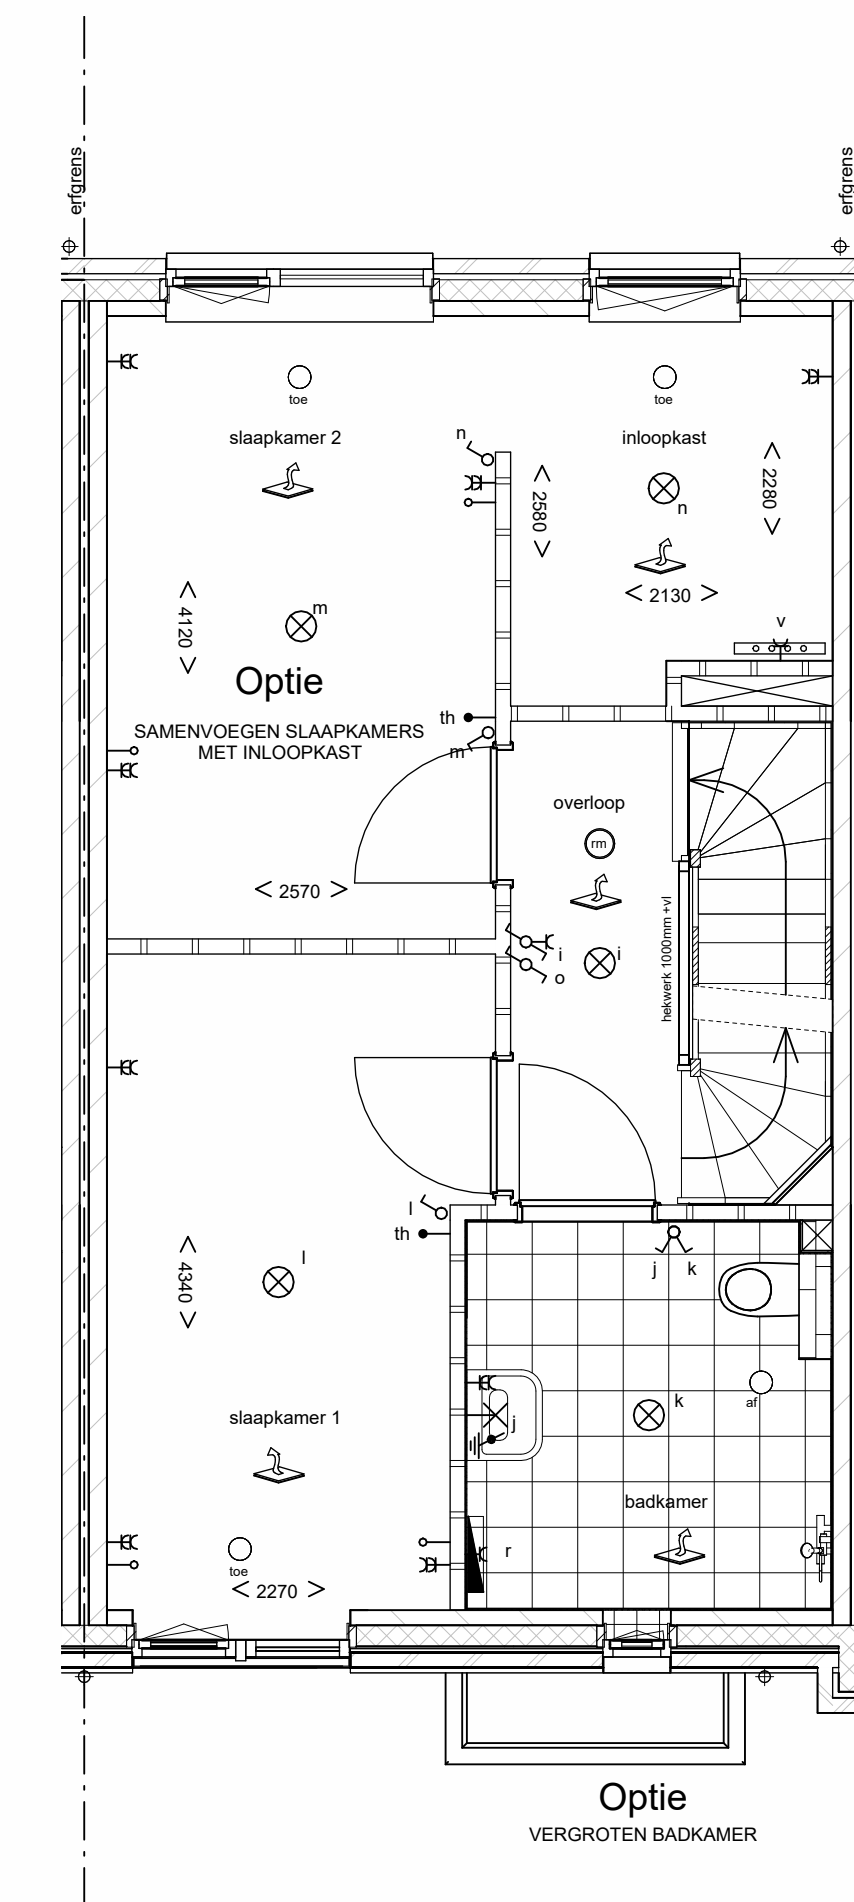 erfgrens
erfgrens
toe
toe
slaapkamer 2
inloopkast
n
n
2580
2280
2130
m
4120
v
Optie
th
SAMENVOEGEN SLAAPKAMERS
MET INLOOPKAST
m
overloop
rm
2570
hekwerk 1000mm +vl
i
i
o
l
th
l
j
k
4340
k
af
j
slaapkamer 1
badkamer
r
toe
2270
Optie
VERGROTEN BADKAMER